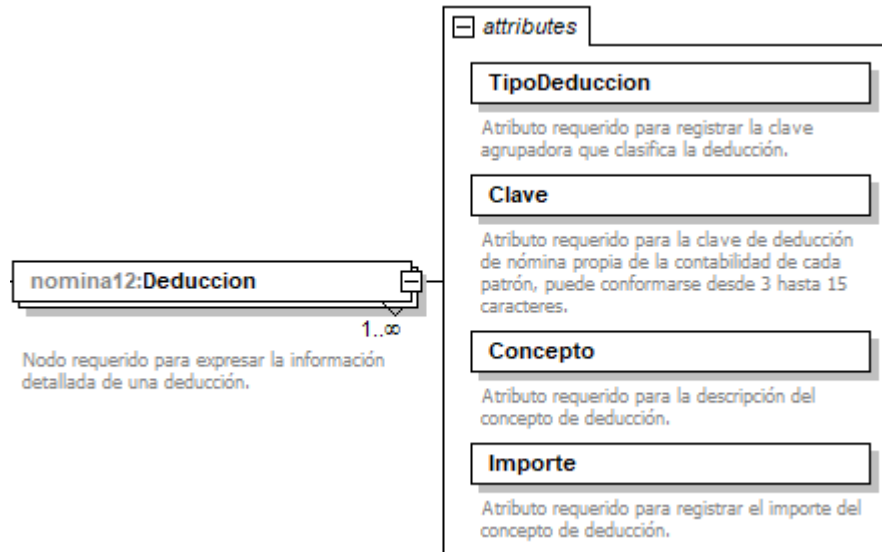 attributes
TipoDeduccion
Atributo requerido para registrar la clave
agrupadora que clasifica la deducción.
Clave
Atributo requerido para la clave de deducción
de nómina propia de la contabilidad de cada
patrón, puede conformarse desde 3 hasta 15
caracteres.
nomina12:Deduccion
1..∞
Nodo requerido para expresar la información
detallada de una deducción.
Concepto
Atributo requerido para la descripción del
concepto de deducción.
Importe
Atributo requerido para registrar el importe del
concepto de deducción.